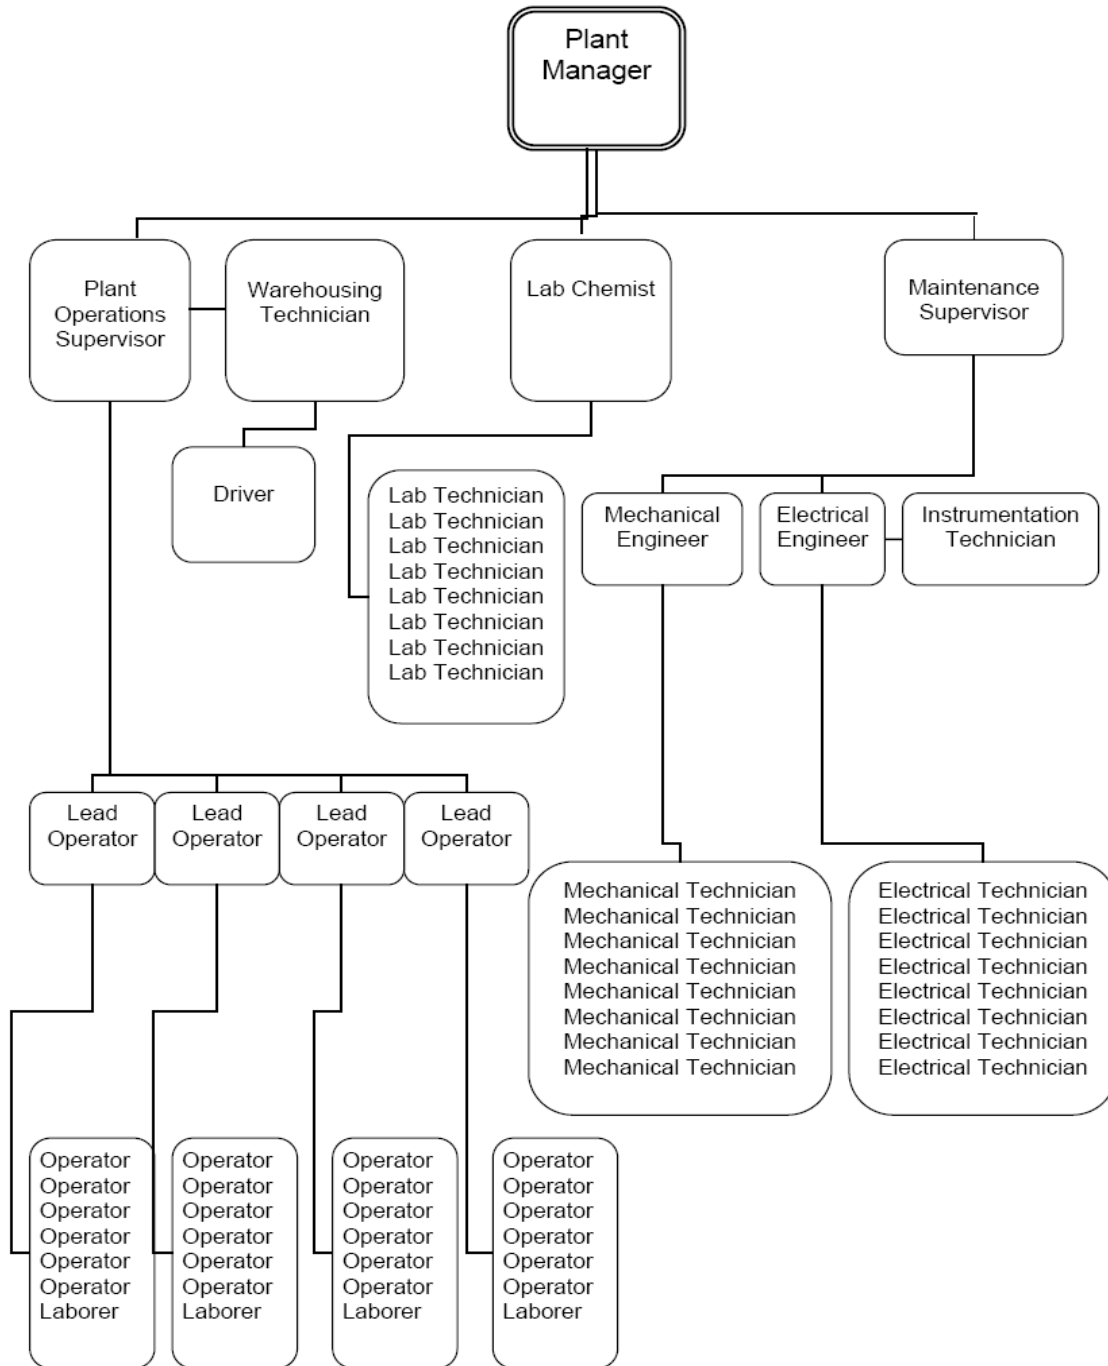 Plant
Manager
Plant
Operations
Supervisor
Warehousing
Technician
Lab Chemist
Maintenance
Supervisor
Driver
Lab Technician
Lab Technician
Lab Technician
Lab Technician
Lab Technician
Lab Technician
Lab Technician
Lab Technician
Mechanical
Engineer
Electrical
Engineer
Instrumentation
Technician
Lead
Operator
Lead
Operator
Lead
Operator
Lead
Operator
Mechanical Technician
Mechanical Technician
Mechanical Technician
Mechanical Technician
Mechanical Technician
Mechanical Technician
Mechanical Technician
Mechanical Technician
Electrical Technician
Electrical Technician
Electrical Technician
Electrical Technician
Electrical Technician
Electrical Technician
Electrical Technician
Electrical Technician
Operator
Operator
Operator
Operator
Operator
Operator
Laborer
Operator
Operator
Operator
Operator
Operator
Operator
Laborer
Operator
Operator
Operator
Operator
Operator
Operator
Laborer
Operator
Operator
Operator
Operator
Operator
Operator
Laborer